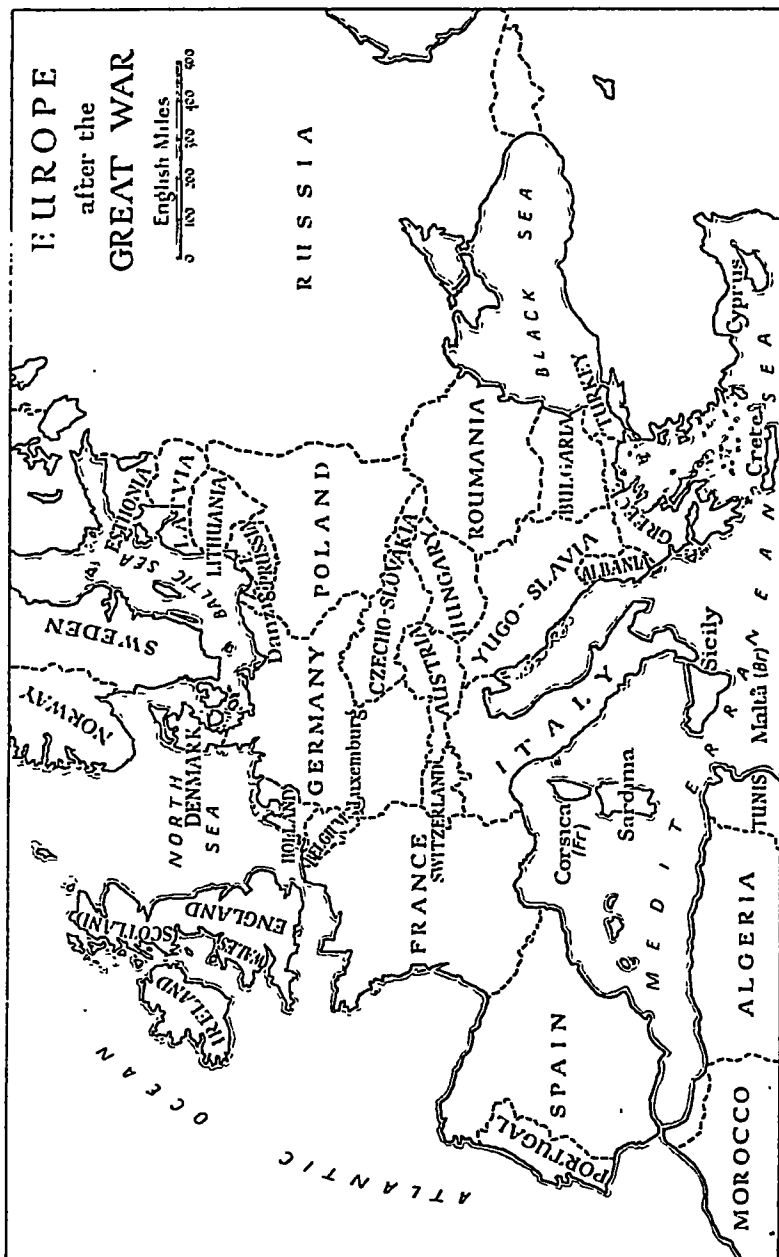 EUROPE
after the
GREAT WAR
English Miles
0 100 200 300 400 500
NORWAY
SWEDEN
ESTHONIA
LATVIA
LITHUANIA
BALTIC SEA
E. PRUSSIA
Danzig
NORTH
SEA
DENMARK
SCOTLAND
IRELAND
ENGLAND
WALES
ATLANTIC OCEAN
HOLLAND
BELGIUM
Luxemburg
GERMANY
POLAND
RUSSIA
CZECHO-SLOVAKIA
FRANCE
SWITZERLAND
AUSTRIA
HUNGARY
ROUMANIA
YUGO-SLAVIA
BULGARIA
BLACK SEA
ITALY
ALBANIA
GREECE
TURKEY
PORTUGAL
SPAIN
Corsica
(Fr)
Sardinia
Sicily
Malta (Br)
Crete
Cyprus
MEDITERRANEAN SEA
MOROCCO
ALGERIA
TUNIS